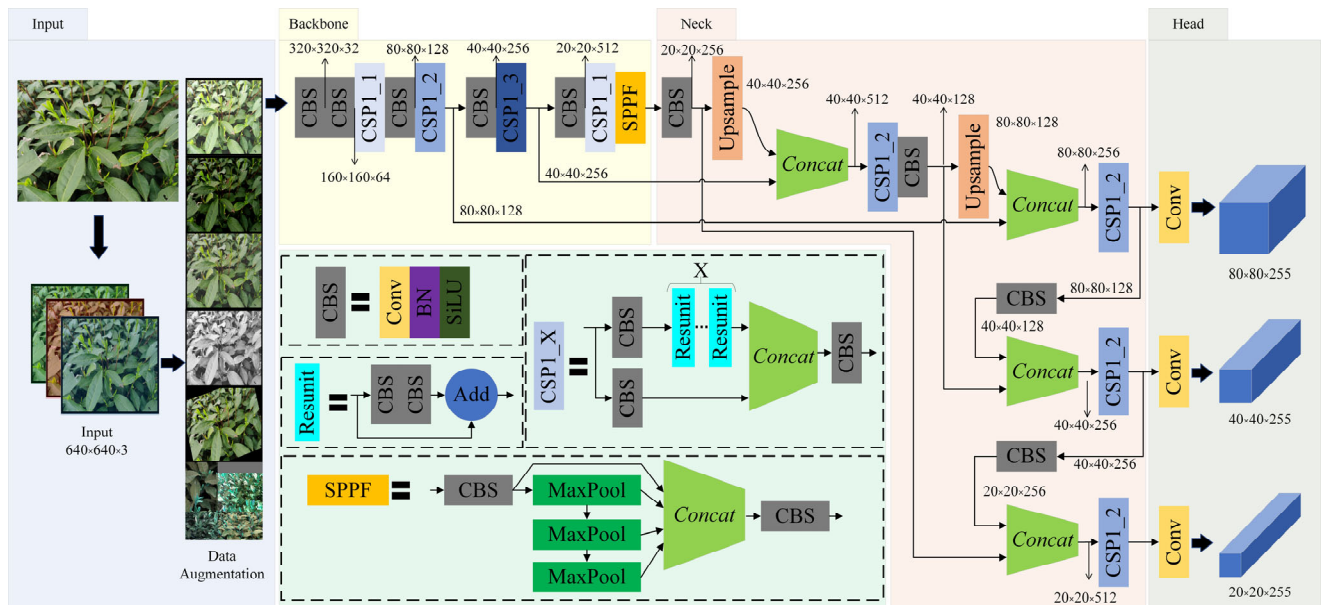 Input
Backbone
Neck
Head
320×320×32
80×80×128
40×40×256
20×20×512
20×20×256
CBS
CBS
CSP1_1
CBS
CSP1_2
CBS
CSP1_3
CBS
CSP1_1
SPPF
CBS
Upsample
160×160×64
40×40×256
80×80×128
40×40×256
Concat
40×40×512
CSP1_2
CBS
40×40×128
Upsample
80×80×128
Concat
80×80×256
CSP1_2
Conv
80×80×255
80×80×128
CBS
40×40×128
Concat
40×40×256
CSP1_2
Conv
40×40×255
CBS
40×40×256
20×20×256
Concat
20×20×512
CSP1_2
Conv
20×20×255
Input
640×640×3
Data
Augmentation
CBS
=
Conv
BN
SiLU
Resunit
=
CBS
CBS
Add
CSP1_X
=
CBS
CBS
X
Resunit
...
Resunit
Concat
CBS
SPPF
=
CBS
MaxPool
MaxPool
MaxPool
Concat
CBS